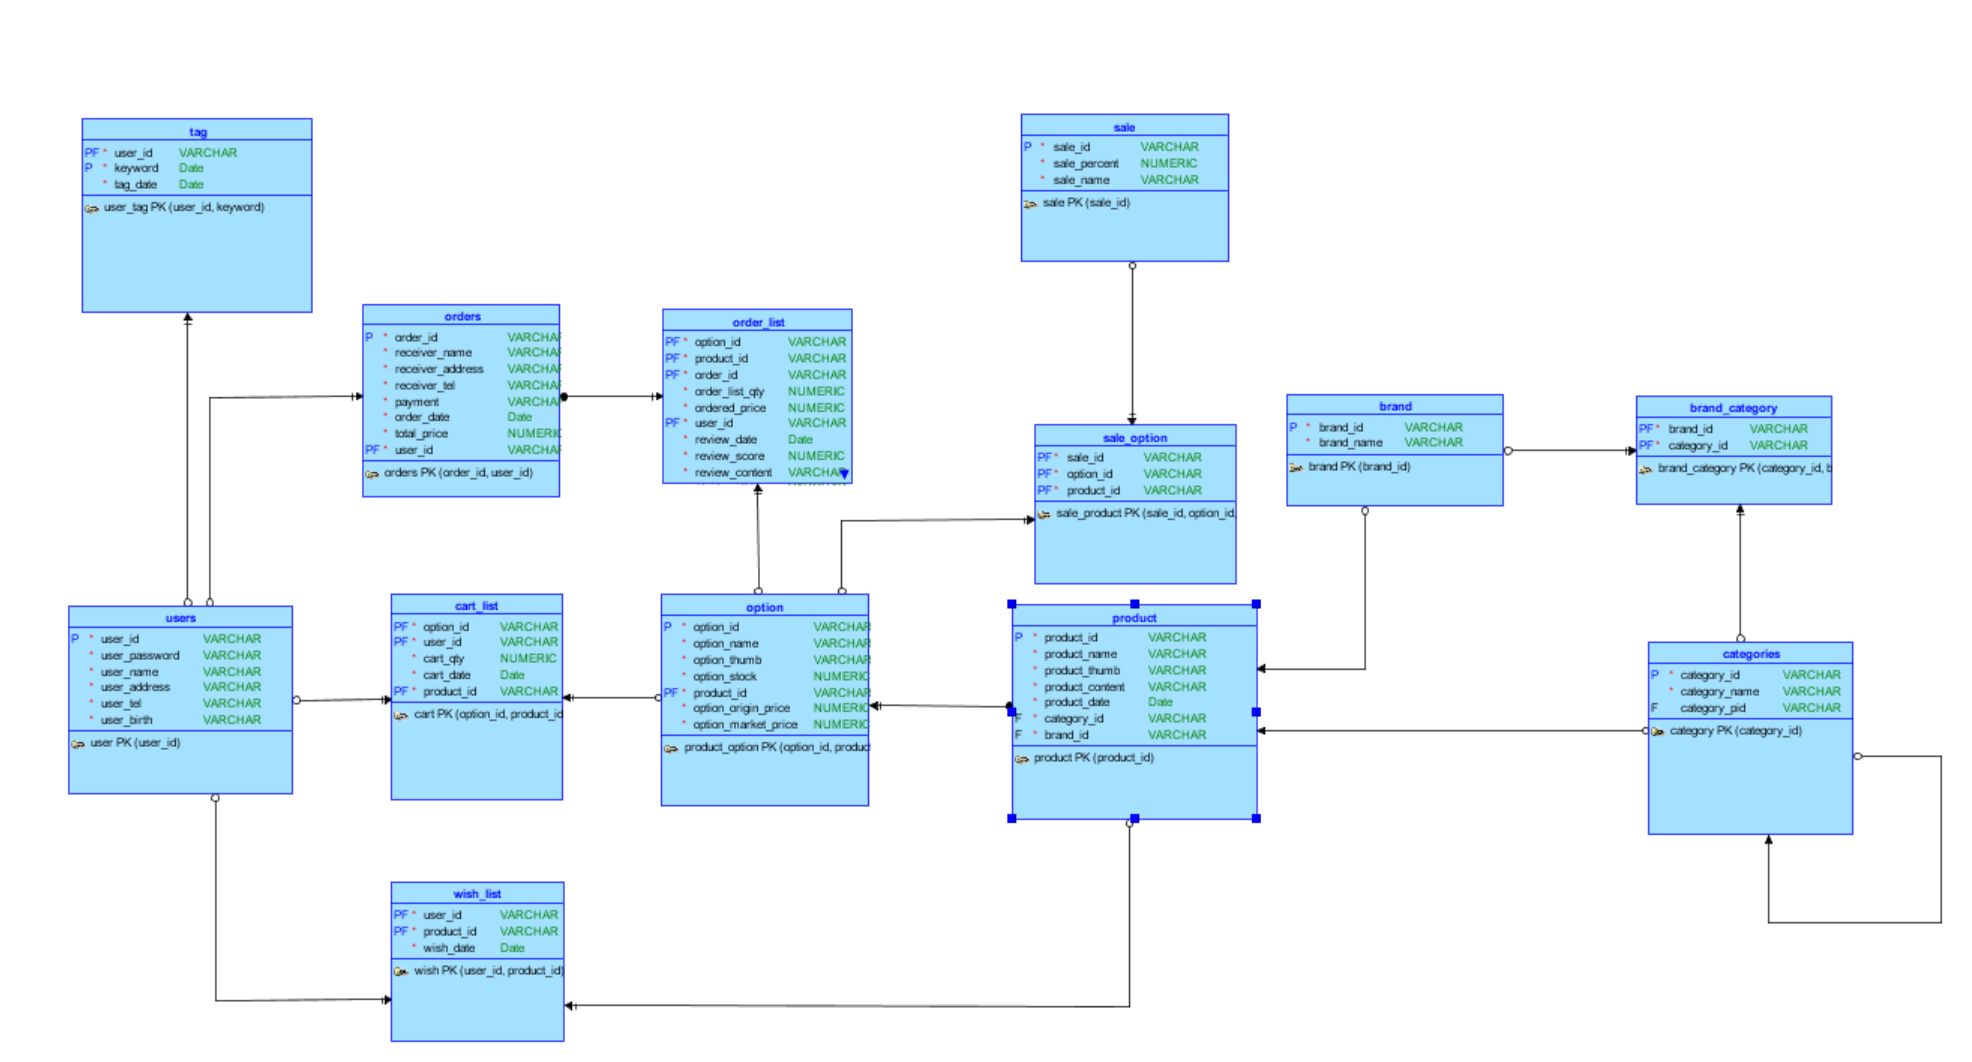 tag
PF * user_id VARCHAR
P * keyword Date
* tag_date Date
user_tag PK (user_id, keyword)
sale
P * sale_id VARCHAR
* sale_percent NUMERIC
* sale_name VARCHAR
sale PK (sale_id)
orders
P * order_id VARCHAR
* receiver_name VARCHA
* receiver_address VARCHA
* receiver_tel VARCHA
* payment VARCHA
* order_date Date
* total_price NUMERIC
PF * user_id VARCHA
orders PK (order_id, user_id)
order_list
PF * option_id VARCHAR
PF * product_id VARCHAR
PF * order_id VARCHAR
* order_list_qty NUMERIC
* ordered_price NUMERIC
PF * user_id VARCHAR
* review_date Date
* review_score NUMERIC
* review_content VARCHAR
sale_option
PF * sale_id VARCHAR
PF * option_id VARCHAR
PF * product_id VARCHAR
sale_product PK (sale_id, option_id,
brand
P * brand_id VARCHAR
* brand_name VARCHAR
brand PK (brand_id)
brand_category
PF * brand_id VARCHAR
PF * category_id VARCHAR
brand_category PK (category_id, b
users
P * user_id VARCHAR
* user_password VARCHAR
* user_name VARCHAR
* user_address VARCHAR
* user_tel VARCHAR
* user_birth VARCHAR
user PK (user_id)
cart_list
PF * option_id VARCHAR
PF * user_id VARCHAR
* cart_qty NUMERIC
* cart_date Date
PF * product_id VARCHAR
cart PK (option_id, product_id
option
P * option_id VARCHAR
* option_name VARCHAR
* option_thumb VARCHAR
* option_stock NUMERIC
PF * product_id VARCHAR
* option_origin_price NUMERIC
* option_market_price NUMERIC
product_option PK (option_id, produc
product
P * product_id VARCHAR
* product_name VARCHAR
* product_thumb VARCHAR
* product_content VARCHAR
* product_date Date
F * category_id VARCHAR
F * brand_id VARCHAR
product PK (product_id)
categories
P * category_id VARCHAR
* category_name VARCHAR
F category_pid VARCHAR
category PK (category_id)
wish_list
PF * user_id VARCHAR
PF * product_id VARCHAR
* wish_date Date
wish PK (user_id, product_id)